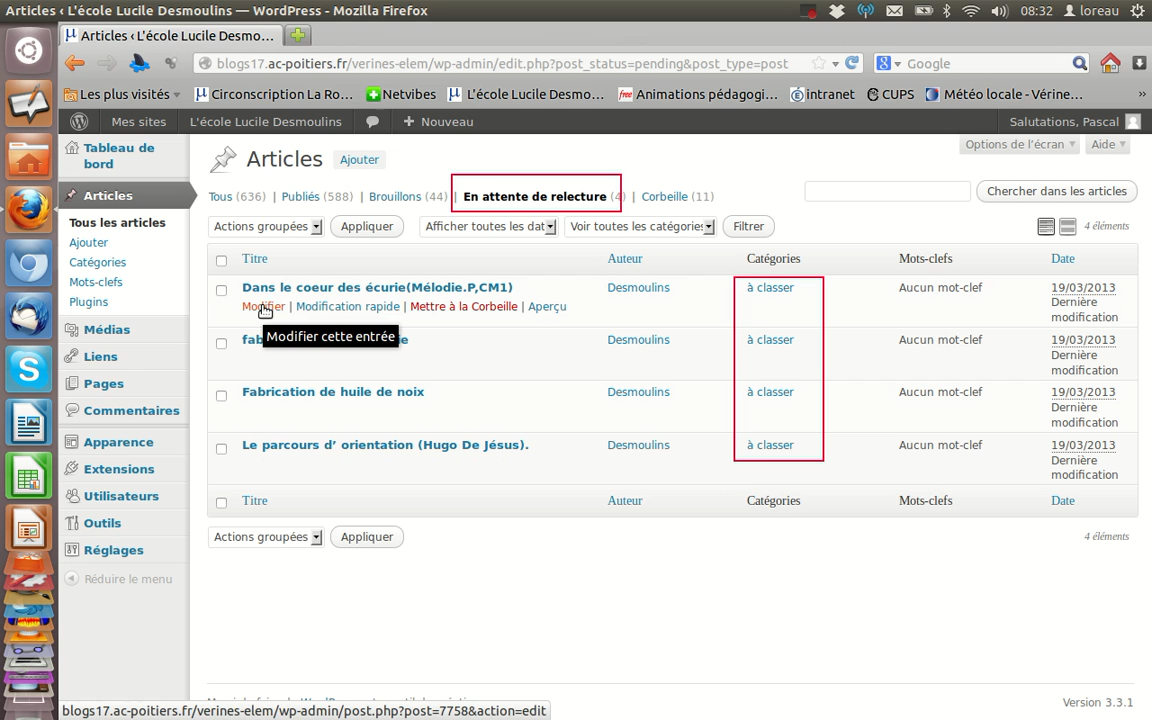 Articles ‹ L'école Lucile Desmoulins — WordPress - Mozilla Firefox
08:32 loreau
Articles ‹ L'école Lucile Desmo...
blogs17.ac-poitiers.fr/verines-elem/wp-admin/edit.php?post_status=pending&post_type=post
Google
Les plus visités
Circonscription La Ro...
Netvibes
L'école Lucile Desmo...
Animations pédagogi...
intranet
CUPS
Météo locale - Vérine...
Mes sites
L'école Lucile Desmoulins
+ Nouveau
Salutations, Pascal
Tableau de
bord
Articles
Tous les articles
Ajouter
Catégories
Mots-clefs
Plugins
Médias
Liens
Pages
Commentaires
Apparence
Extensions
Utilisateurs
Outils
Réglages
Réduire le menu
Options de l'écran
Aide
Articles Ajouter
Tous (636) | Publiés (588) | Brouillons (44) | En attente de relecture (4) | Corbeille (11)
Chercher dans les articles
Actions groupées Appliquer Afficher toutes les dat Voir toutes les catégories Filtrer 4 éléments
Titre Auteur Catégories Mots-clefs Date
Dans le coeur des écurie(Mélodie.P,CM1) Desmoulins à classer Aucun mot-clef 19/03/2013
Dernière
modification
Modifier | Modification rapide | Mettre à la Corbeille | Aperçu
Modifier cette entrée
Desmoulins à classer Aucun mot-clef 19/03/2013
Dernière
modification
Fabrication de huile de noix Desmoulins à classer Aucun mot-clef 19/03/2013
Dernière
modification
Le parcours d' orientation (Hugo De Jésus). Desmoulins à classer Aucun mot-clef 19/03/2013
Dernière
modification
Titre Auteur Catégories Mots-clefs Date
Actions groupées Appliquer 4 éléments
Version 3.3.1
blogs17.ac-poitiers.fr/verines-elem/wp-admin/post.php?post=7758&action=edit